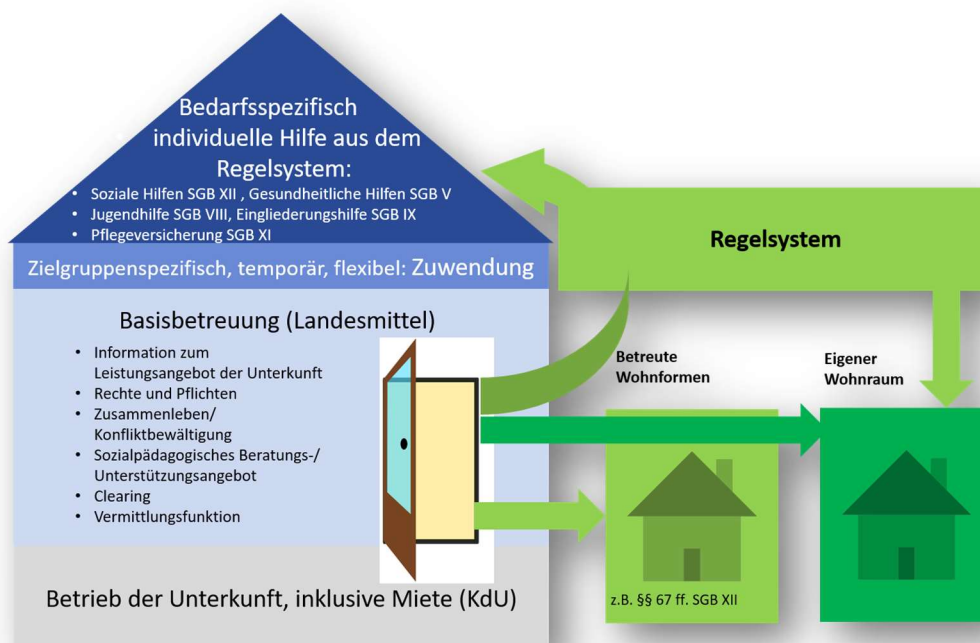 Bedarfsspezifisch
individuelle Hilfe aus dem
Regelsystem:
• Soziale Hilfen SGB XII , Gesundheitliche Hilfen SGB V
• Jugendhilfe SGB VIII, Eingliederungshilfe SGB IX
• Pflegeversicherung SGB XI
Zielgruppenspezifisch, temporär, flexibel: Zuwendung
Basisbetreuung (Landesmittel)
• Information zum
Leistungsangebot der Unterkunft
• Rechte und Pflichten
• Zusammenleben/
Konfliktbewältigung
• Sozialpädagogisches Beratungs-/
Unterstützungsangebot
• Clearing
• Vermittlungsfunktion
Betrieb der Unterkunft, inklusive Miete (KdU)
Regelsystem
Betreute
Wohnformen
Eigener
Wohnraum
z.B. §§ 67 ff. SGB XII